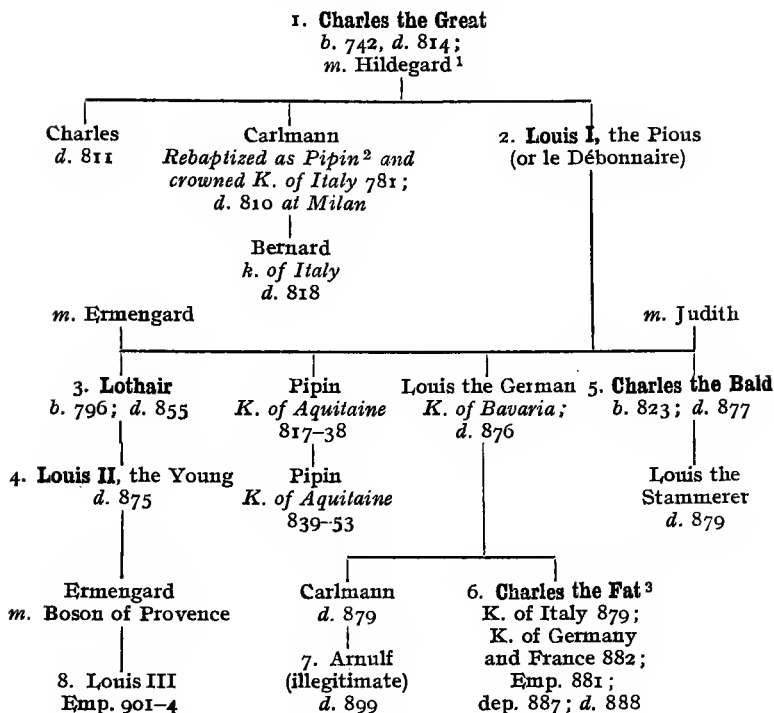 1. Charles the Great
b. 742, d. 814;
m. Hildegard ¹
Charles
d. 811
Carlmann
Rebaptized as Pipin ² and
crowned K. of Italy 781;
d. 810 at Milan
Bernard
k. of Italy
d. 818
2. Louis I, the Pious
(or le Débonnaire)
m. Ermengard
m. Judith
3. Lothair
b. 796; d. 855
Pipin
K. of Aquitaine
817-38
Louis the German
K. of Bavaria;
d. 876
5. Charles the Bald
b. 823; d. 877
4. Louis II, the Young
d. 875
Pipin
K. of Aquitaine
839-53
Louis the
Stammerer
d. 879
Ermengard
m. Boson of Provence
Carlmann
d. 879
6. Charles the Fat ³
K. of Italy 879;
K. of Germany
and France 882;
Emp. 881;
dep. 887; d. 888
8. Louis III
Emp. 901-4
7. Arnulf
(illegitimate)
d. 899